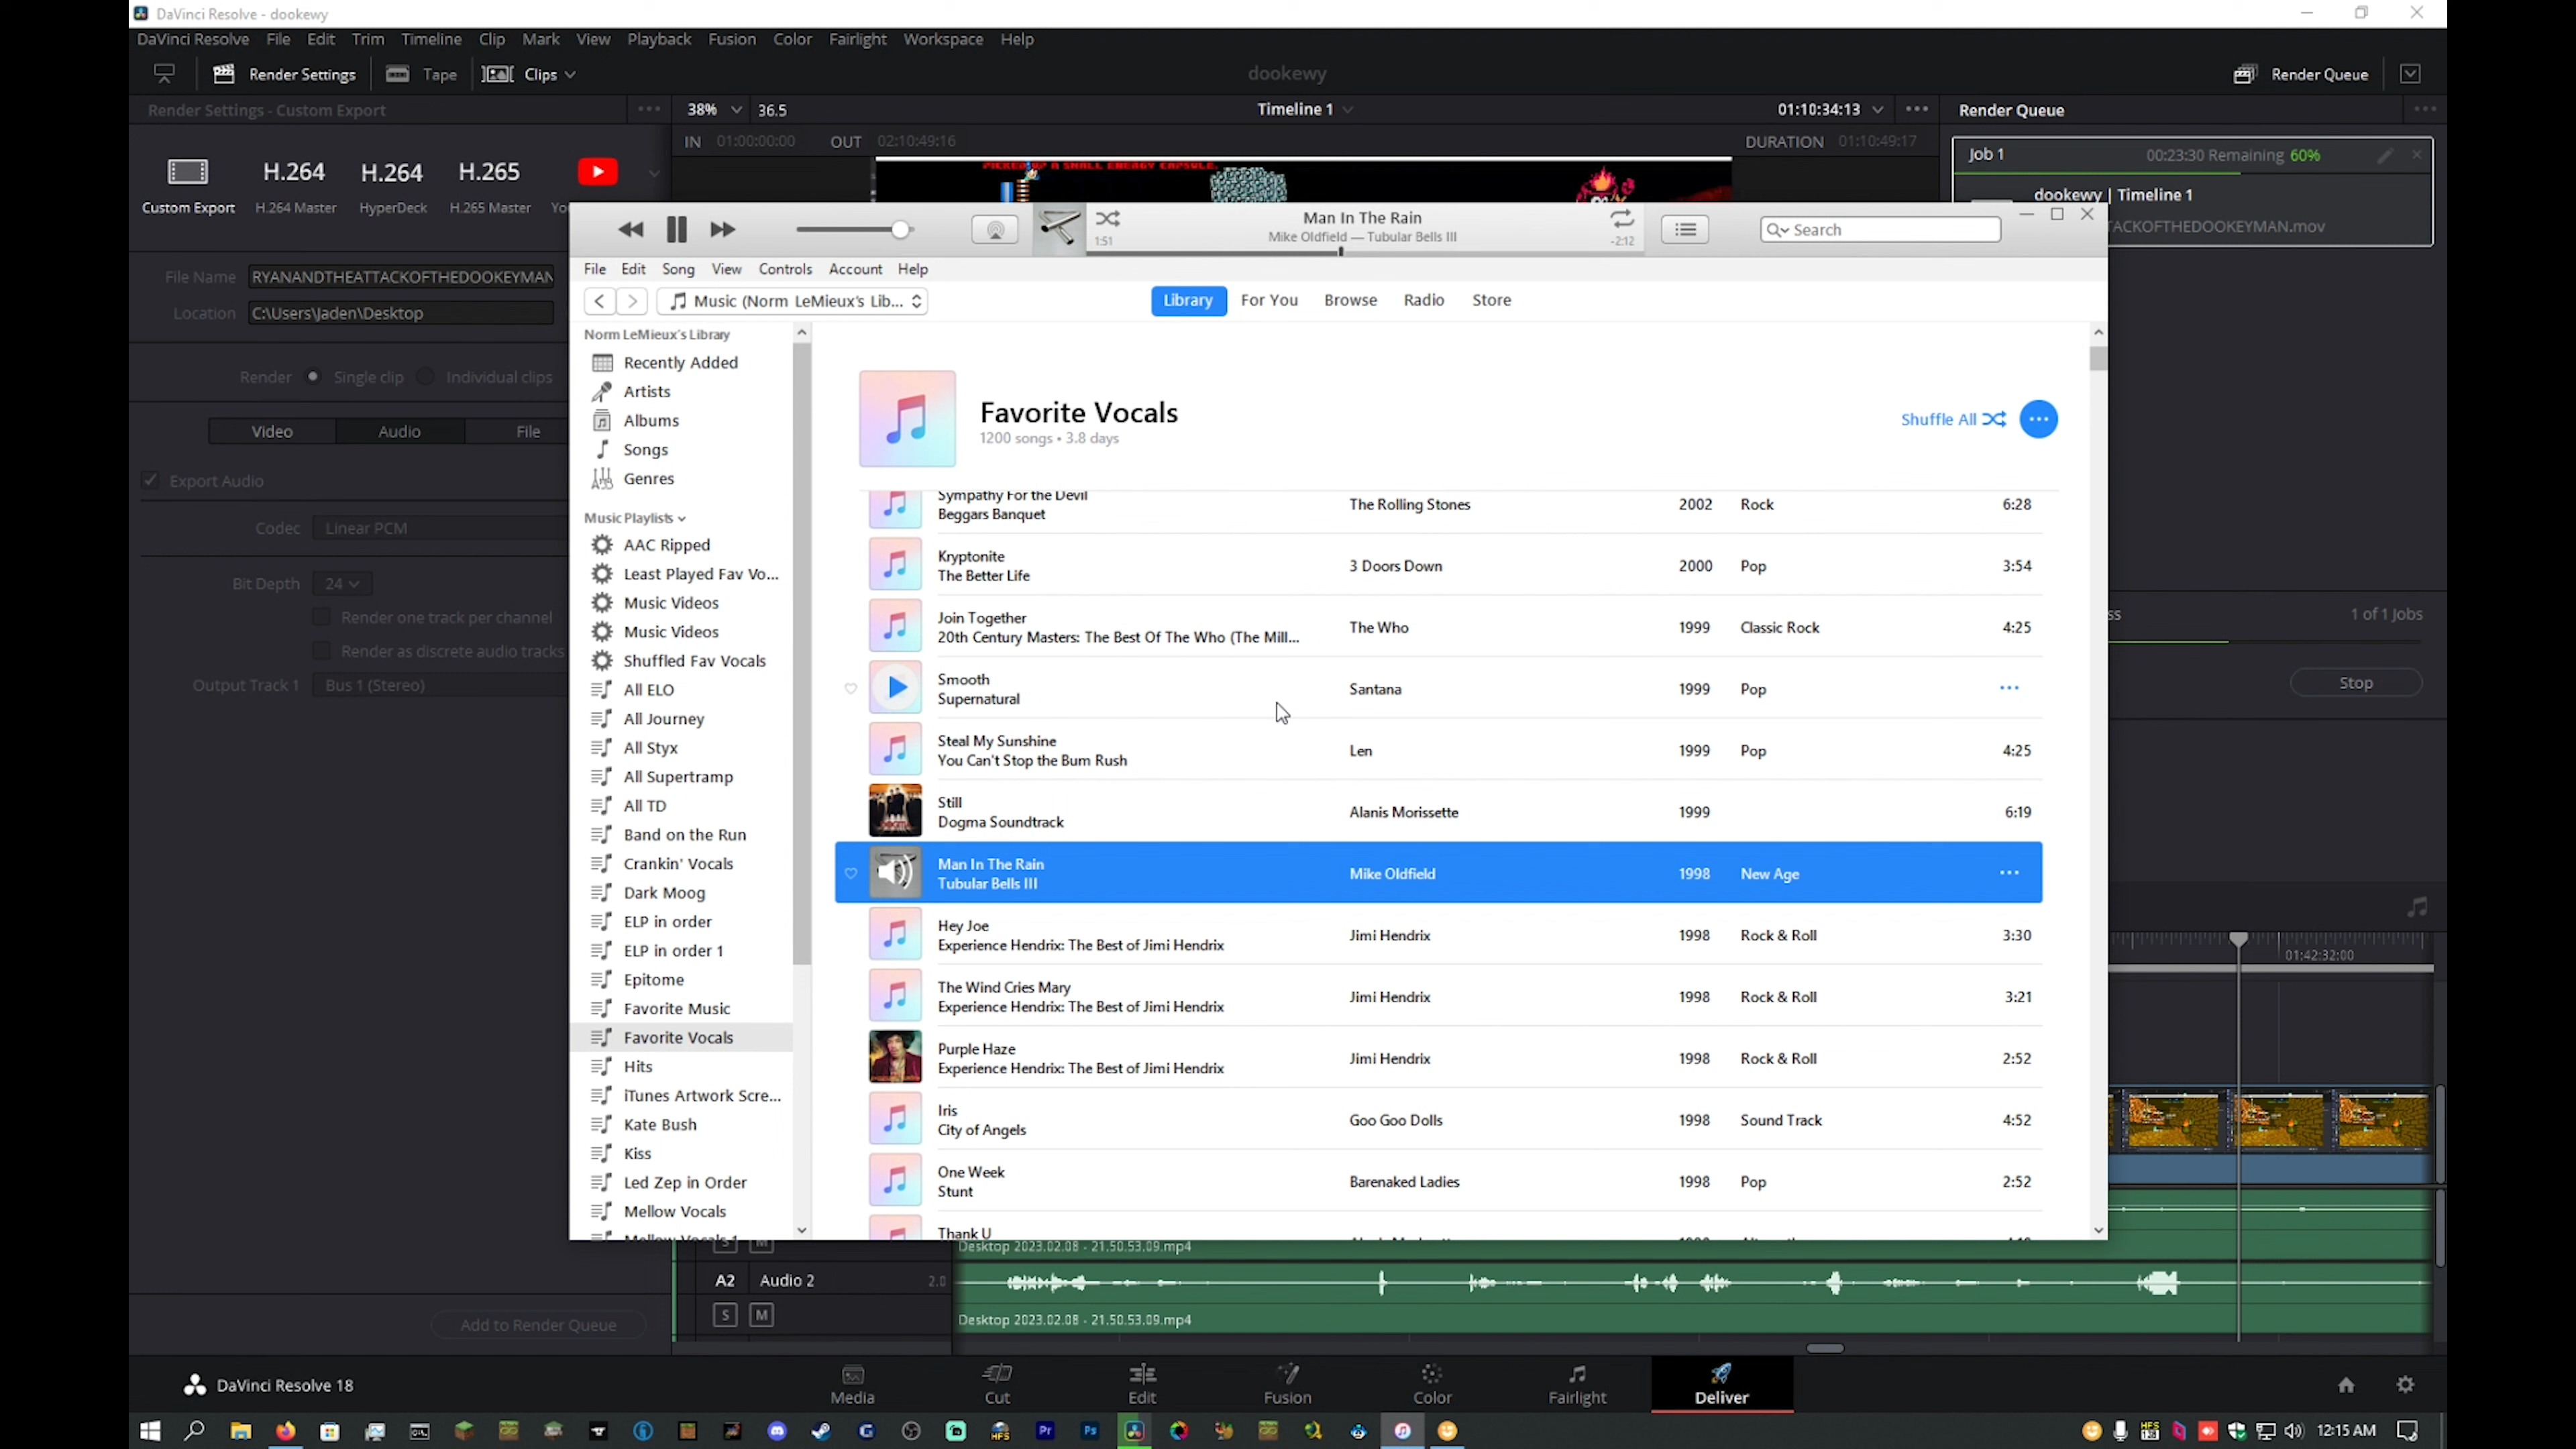 DaVinci Resolve - dookewy
DaVinci Resolve File Edit Trim Timeline Clip Mark View Playback Fusion Color Fairlight Workspace Help
Render Settings Tape Clips dookewy Render Queue
Render Settings - Custom Export
38% 36.5 Timeline 1 01:10:34:13 Render Queue
IN 01:00:00:00 OUT 02:10:49:16 DURATION 01:10:49:17
PICKED UP A SMALL ENERGY CAPSULE.
Job 1 00:23:30 Remaining 60%
dookewy | Timeline 1
TACKOFTHEDOOKEYMAN.mov
H.264 H.264 H.265
Custom Export H.264 Master HyperDeck H.265 Master Yo
File Name RYANANDTHEATTACKOFTHEDOOKEYMAN
Location C:\Users\Jaden\Desktop
Render Single clip Individual clips
Video Audio File
Export Audio
Codec Linear PCM
Bit Depth 24
Render one track per channel
Render as discrete audio tracks
Output Track 1 Bus 1 (Stereo)
Add to Render Queue
Man In The Rain
1:51 Mike Oldfield — Tubular Bells III -2:12
Search
File Edit Song View Controls Account Help
Music (Norm LeMieux's Lib...
Library For You Browse Radio Store
Norm LeMieux's Library
Recently Added
Artists
Albums
Songs
Genres
Music Playlists
AAC Ripped
Least Played Fav Vo...
Music Videos
Music Videos
Shuffled Fav Vocals
All ELO
All Journey
All Styx
All Supertramp
All TD
Band on the Run
Crankin' Vocals
Dark Moog
ELP in order
ELP in order 1
Epitome
Favorite Music
Favorite Vocals
Hits
iTunes Artwork Scre...
Kate Bush
Kiss
Led Zep in Order
Mellow Vocals
Mellow Vocals 1
Favorite Vocals
1200 songs • 3.8 days
Shuffle All
Sympathy For the Devil
Beggars Banquet
The Rolling Stones 2002 Rock 6:28
Kryptonite
The Better Life
3 Doors Down 2000 Pop 3:54
Join Together
20th Century Masters: The Best Of The Who (The Mill...
The Who 1999 Classic Rock 4:25
Smooth
Supernatural
Santana 1999 Pop
Steal My Sunshine
You Can't Stop the Bum Rush
Len 1999 Pop 4:25
Still
Dogma Soundtrack
Alanis Morissette 1999 6:19
Man In The Rain
Tubular Bells III
Mike Oldfield 1998 New Age
Hey Joe
Experience Hendrix: The Best of Jimi Hendrix
Jimi Hendrix 1998 Rock & Roll 3:30
The Wind Cries Mary
Experience Hendrix: The Best of Jimi Hendrix
Jimi Hendrix 1998 Rock & Roll 3:21
Purple Haze
Experience Hendrix: The Best of Jimi Hendrix
Jimi Hendrix 1998 Rock & Roll 2:52
Iris
City of Angels
Goo Goo Dolls 1998 Sound Track 4:52
One Week
Stunt
Barenaked Ladies 1998 Pop 2:52
Thank U
ss 1 of 1 Jobs
Stop
01:42:32:00
S M
Desktop 2023.02.08 - 21.50.53.09.mp4
A2 Audio 2 2.0
S M
Desktop 2023.02.08 - 21.50.53.09.mp4
DaVinci Resolve 18
Media Cut Edit Fusion Color Fairlight Deliver
12:15 AM